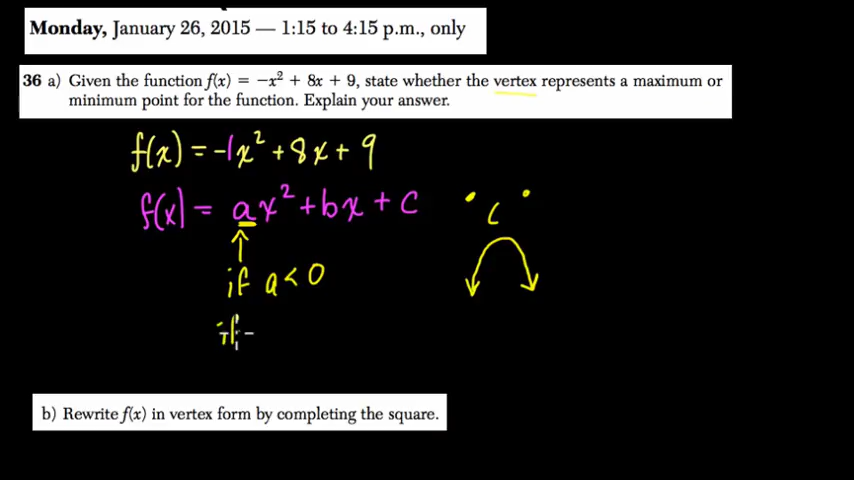 Monday, January 26, 2015 — 1:15 to 4:15 p.m., only
36 a) Given the function f(x) = −x² + 8x + 9, state whether the vertex represents a maximum or
minimum point for the function. Explain your answer.
f(x) = -1x² + 8x + 9
f(x) = ax² + bx + c
if a < 0
if
b) Rewrite f(x) in vertex form by completing the square.